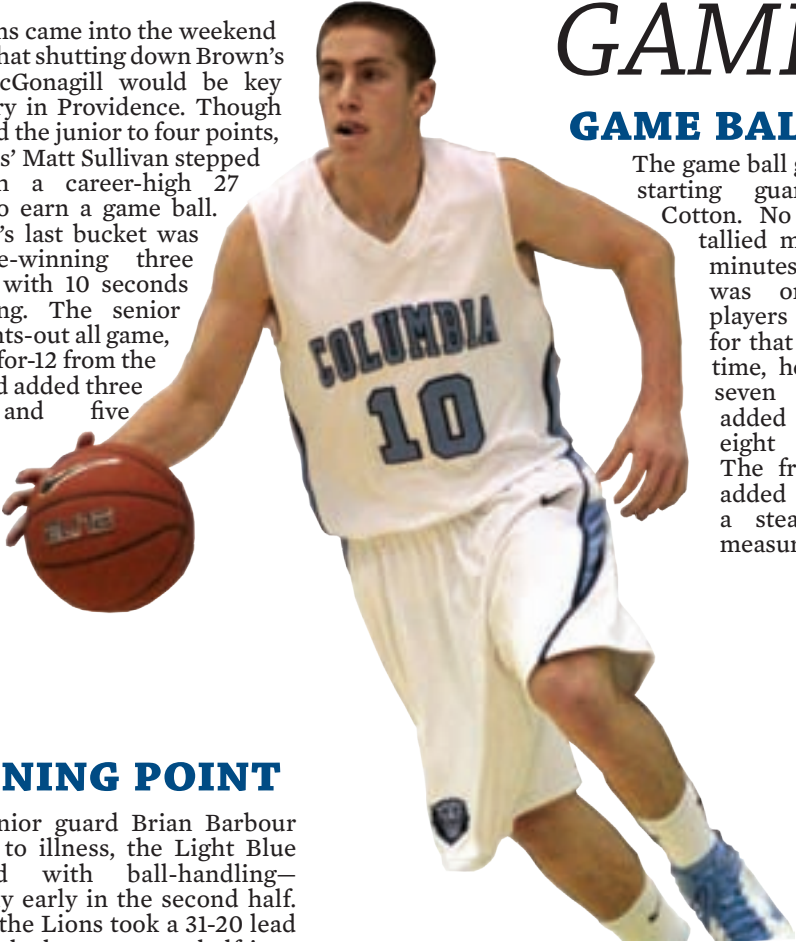 ns came into the weekend
hat shutting down Brown's
cGonagill would be key
ry in Providence. Though
d the junior to four points,
s' Matt Sullivan stepped
n a career-high 27
o earn a game ball.
's last bucket was
e-winning three
with 10 seconds
ng. The senior
nts-out all game,
for-12 from the
d added three
and five
NING POINT
nior guard Brian Barbour
to illness, the Light Blue
d with ball-handling—
y early in the second half.
the Lions took a 31-20 lead
COLUMBIA
10
GAME
GAME BAL
The game ball g
starting guar
Cotton. No
tallied m
minutes
was on
players
for that
time, he
seven
added
eight
The fr
added
a stea
measur